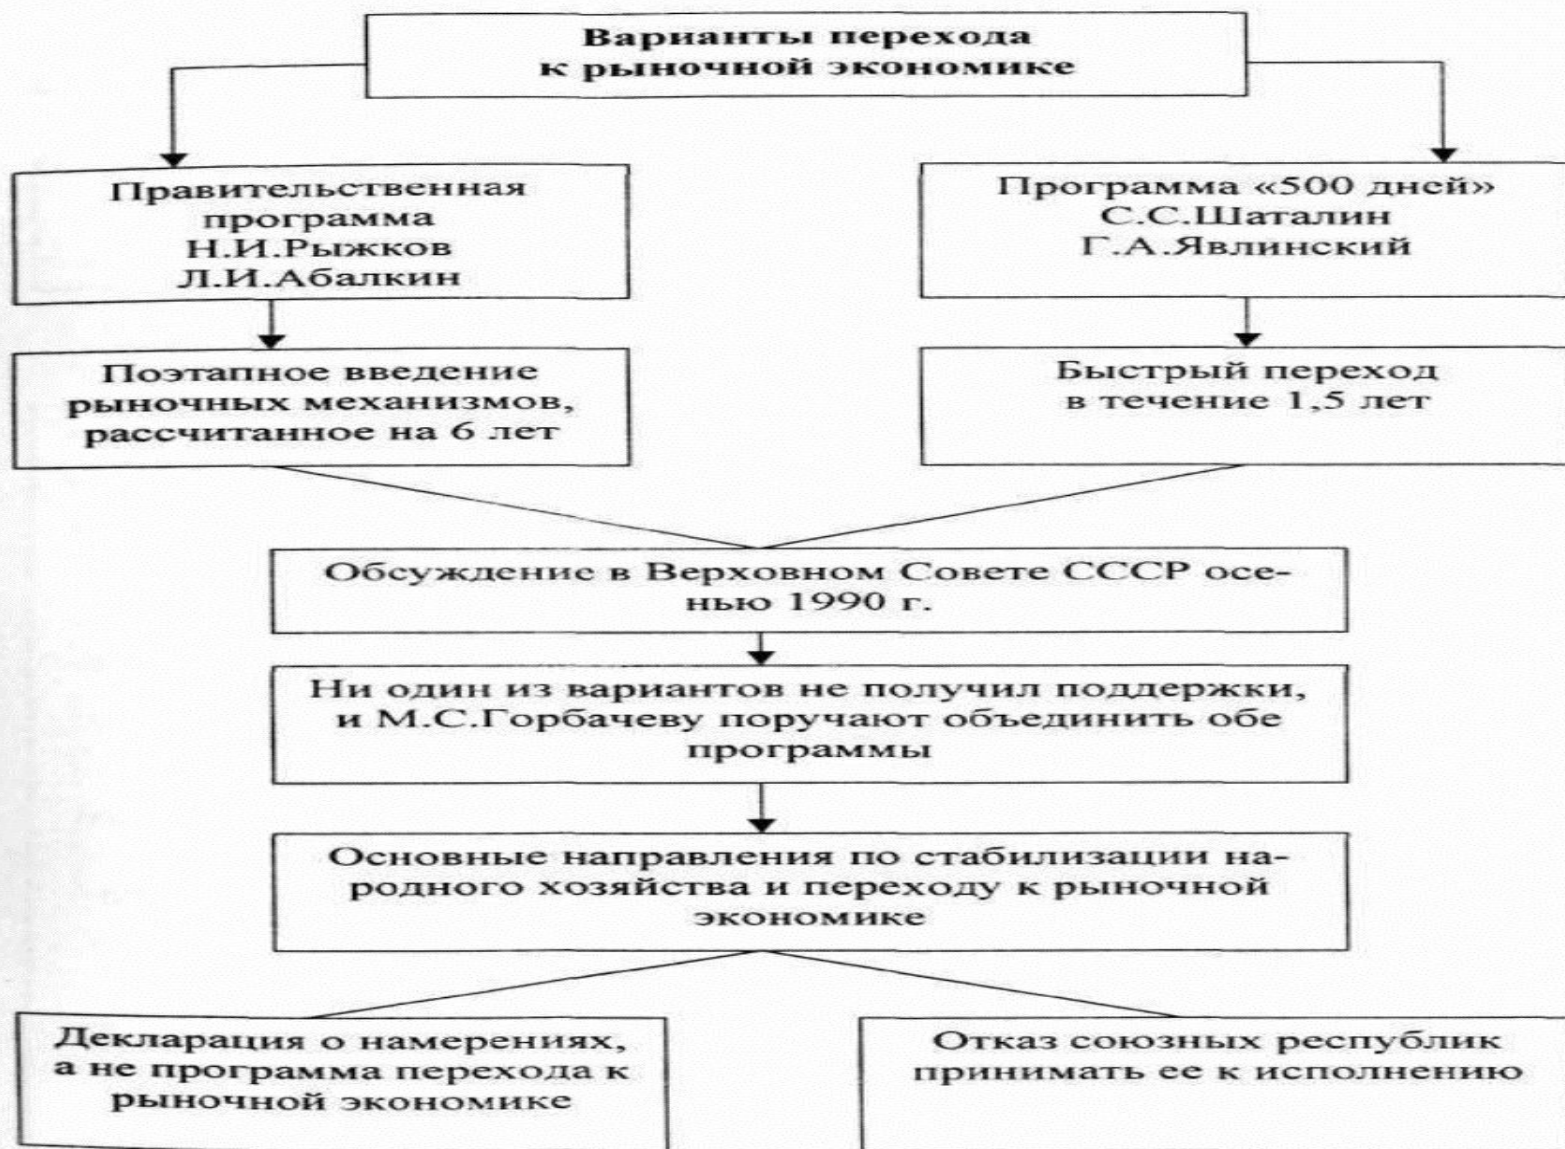 Варианты перехода
к рыночной экономике
Правительственная
программа
Н.И.Рыжков
Л.И.Абалкин
Программа «500 дней»
С.С.Шаталин
Г.А.Явлинский
Поэтапное введение
рыночных механизмов,
рассчитанное на 6 лет
Быстрый переход
в течение 1,5 лет
Обсуждение в Верховном Совете СССР осе-
нью 1990 г.
Ни один из вариантов не получил поддержки,
и М.С.Горбачеву поручают объединить обе
программы
Основные направления по стабилизации на-
родного хозяйства и переходу к рыночной
экономике
Декларация о намерениях,
а не программа перехода к
рыночной экономике
Отказ союзных республик
принимать ее к исполнению